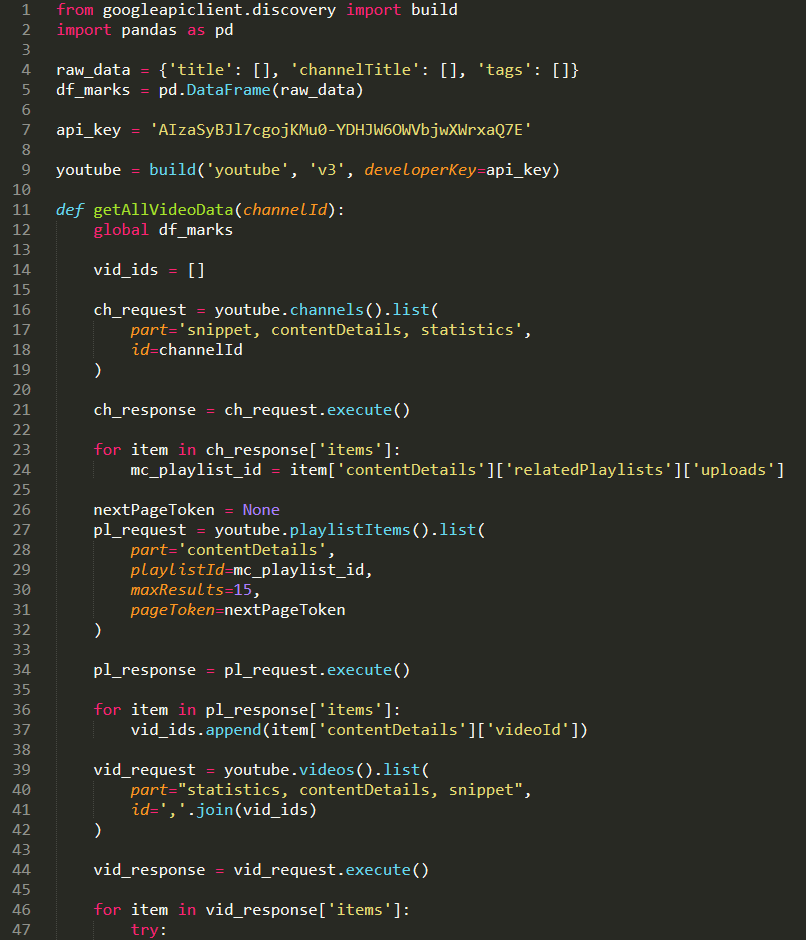 1 from googleapiclient.discovery import build
2 import pandas as pd
3
4 raw_data = {'title': [], 'channelTitle': [], 'tags': []}
5 df_marks = pd.DataFrame(raw_data)
6
7 api_key = 'AIzaSyBJl7cgojKMu0-YDHJW6OWVbjwXWrxaQ7E'
8
9 youtube = build('youtube', 'v3', developerKey=api_key)
10
11 def getAllVideoData(channelId):
12     global df_marks
13
14     vid_ids = []
15
16     ch_request = youtube.channels().list(
17         part='snippet, contentDetails, statistics',
18         id=channelId
19     )
20
21     ch_response = ch_request.execute()
22
23     for item in ch_response['items']:
24         mc_playlist_id = item['contentDetails']['relatedPlaylists']['uploads']
25
26     nextPageToken = None
27     pl_request = youtube.playlistItems().list(
28         part='contentDetails',
29         playlistId=mc_playlist_id,
30         maxResults=15,
31         pageToken=nextPageToken
32     )
33
34     pl_response = pl_request.execute()
35
36     for item in pl_response['items']:
37         vid_ids.append(item['contentDetails']['videoId'])
38
39     vid_request = youtube.videos().list(
40         part="statistics, contentDetails, snippet",
41         id=','.join(vid_ids)
42     )
43
44     vid_response = vid_request.execute()
45
46     for item in vid_response['items']:
47         try: